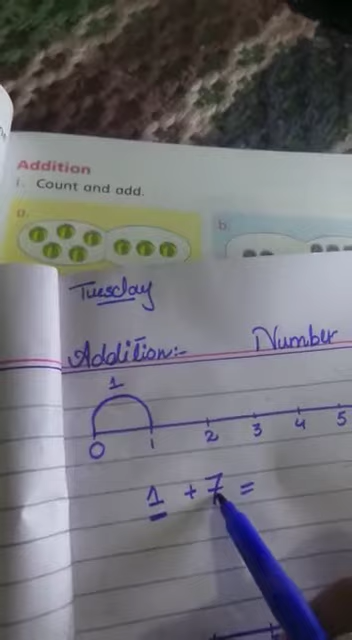 Addition
1. Count and add.
a.
b.
Tuesday
Addition:- Number
1
0 1 2 3 4 5
1 + 7 =